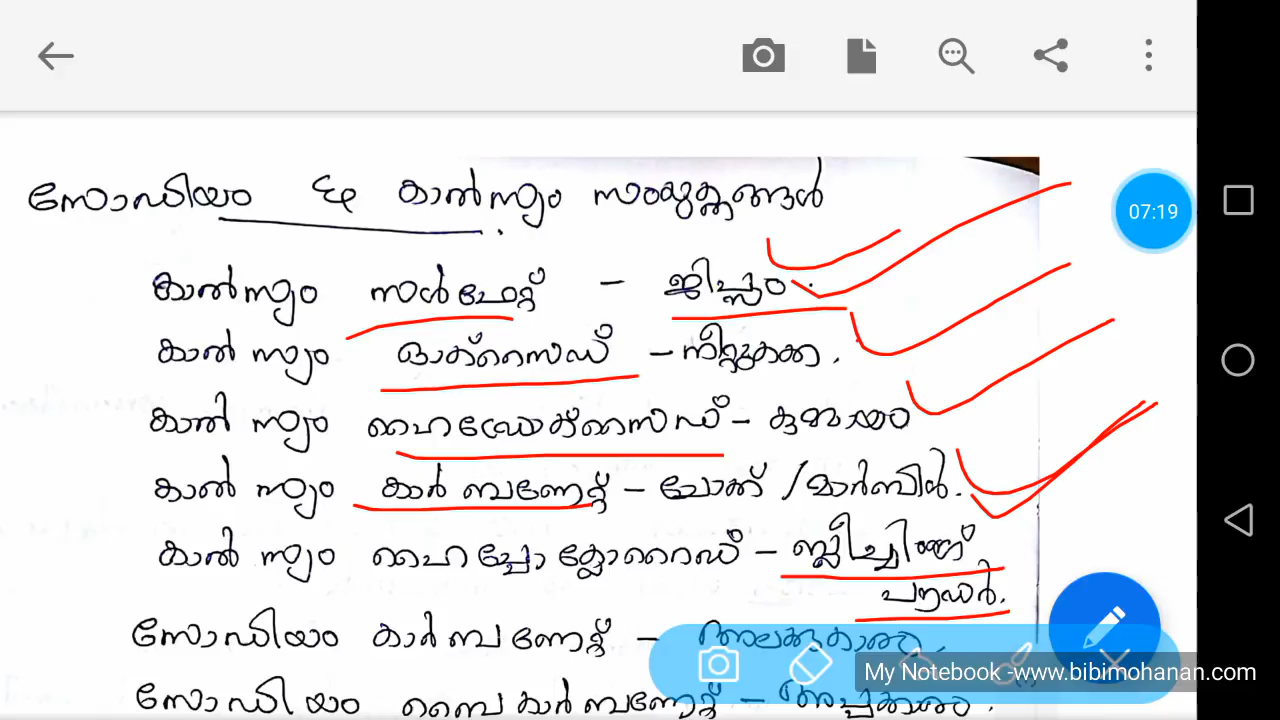 07:19
സോഡിയം & കാൽസ്യം സംയുക്തങ്ങൾ
കാൽസ്യം സൾഫേറ്റ് - ജിപ്സം.
കാൽസ്യം ഓക്സൈഡ് - നീറ്റുകക്ക.
കാൽസ്യം ഹൈഡ്രോക്സൈഡ് - കുമ്മായം
കാൽസ്യം കാർബണേറ്റ് - ചോക്ക് /മാർബിൾ.
കാൽസ്യം ഹൈപ്പോക്ലോറൈഡ് - ബ്ലീച്ചിങ്ങ്
പൗഡർ.
സോഡിയം കാർബണേറ്റ് - അലക്കുകാരം.
സോഡിയം ബൈകാർബണേറ്റ് - അപ്പക്കാരം.
My Notebook -www.bibimohanan.com